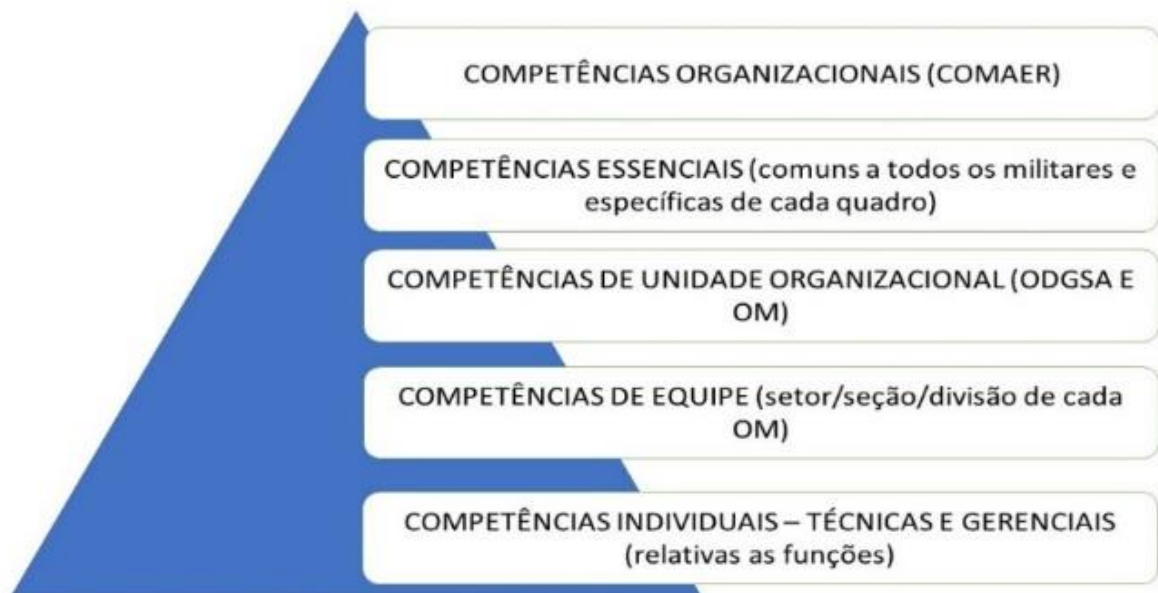 COMPETÊNCIAS ORGANIZACIONAIS (COMAER)
COMPETÊNCIAS ESSENCIAIS (comuns a todos os militares e
específicas de cada quadro)
COMPETÊNCIAS DE UNIDADE ORGANIZACIONAL (ODGSA E
OM)
COMPETÊNCIAS DE EQUIPE (setor/seção/divisão de cada
OM)
COMPETÊNCIAS INDIVIDUAIS – TÉCNICAS E GERENCIAIS
(relativas as funções)